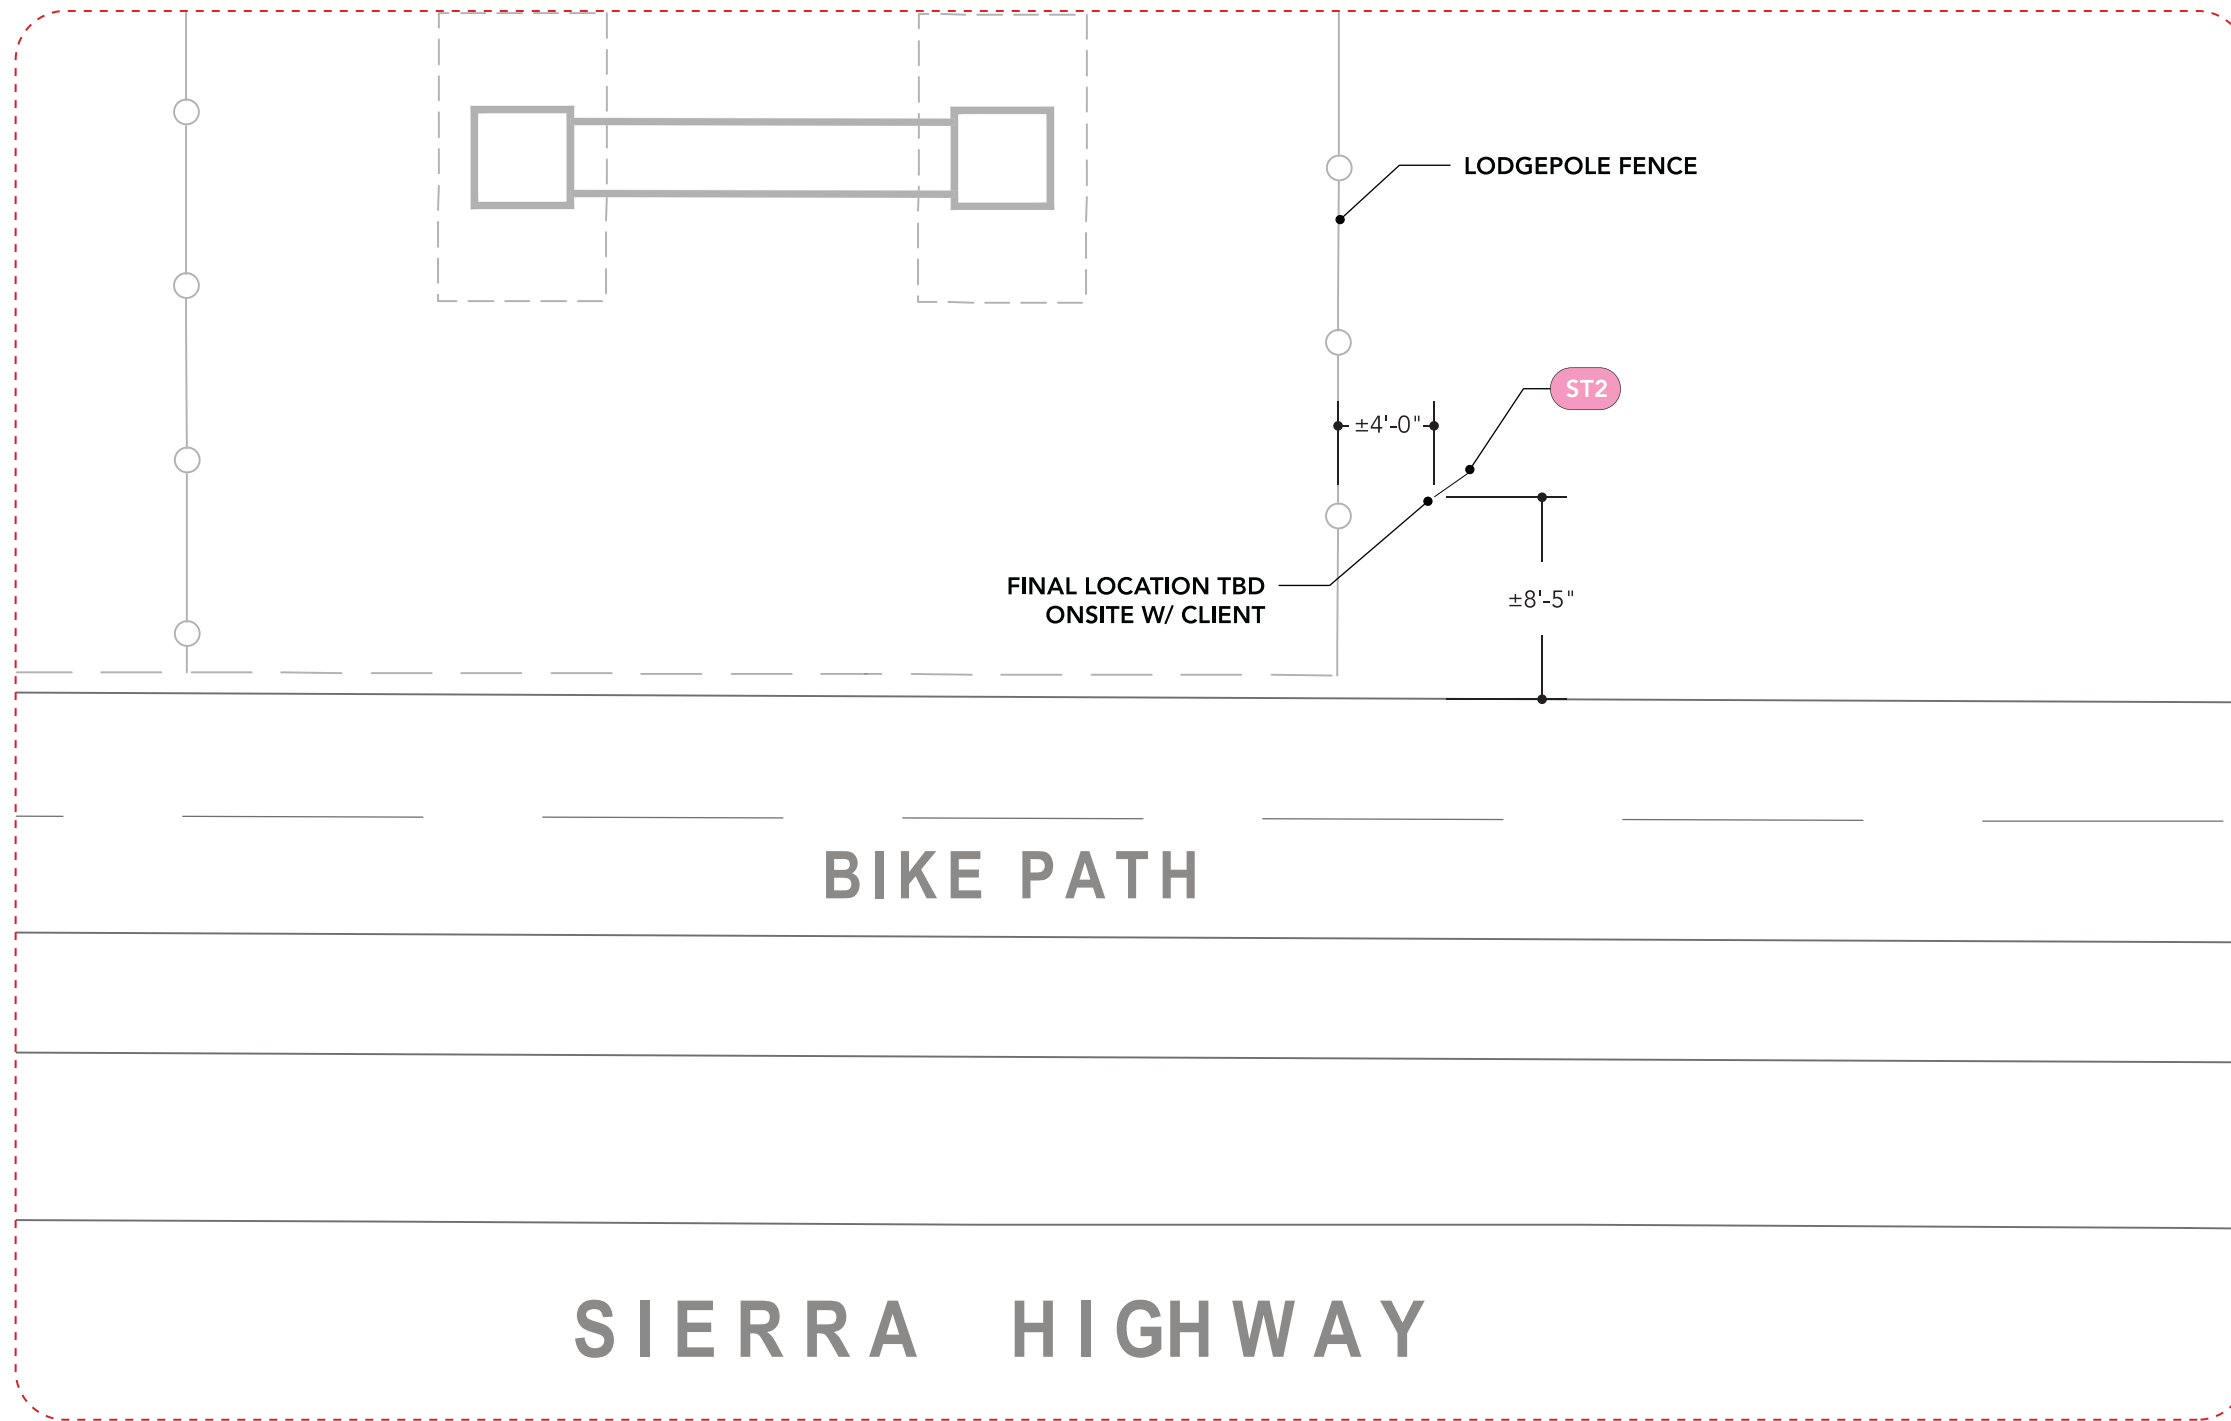 LODGEPOLE FENCE
ST2
±4'-0"
FINAL LOCATION TBD
ONSITE W/ CLIENT
±8'-5"
BIKE PATH
SIERRA HIGHWAY